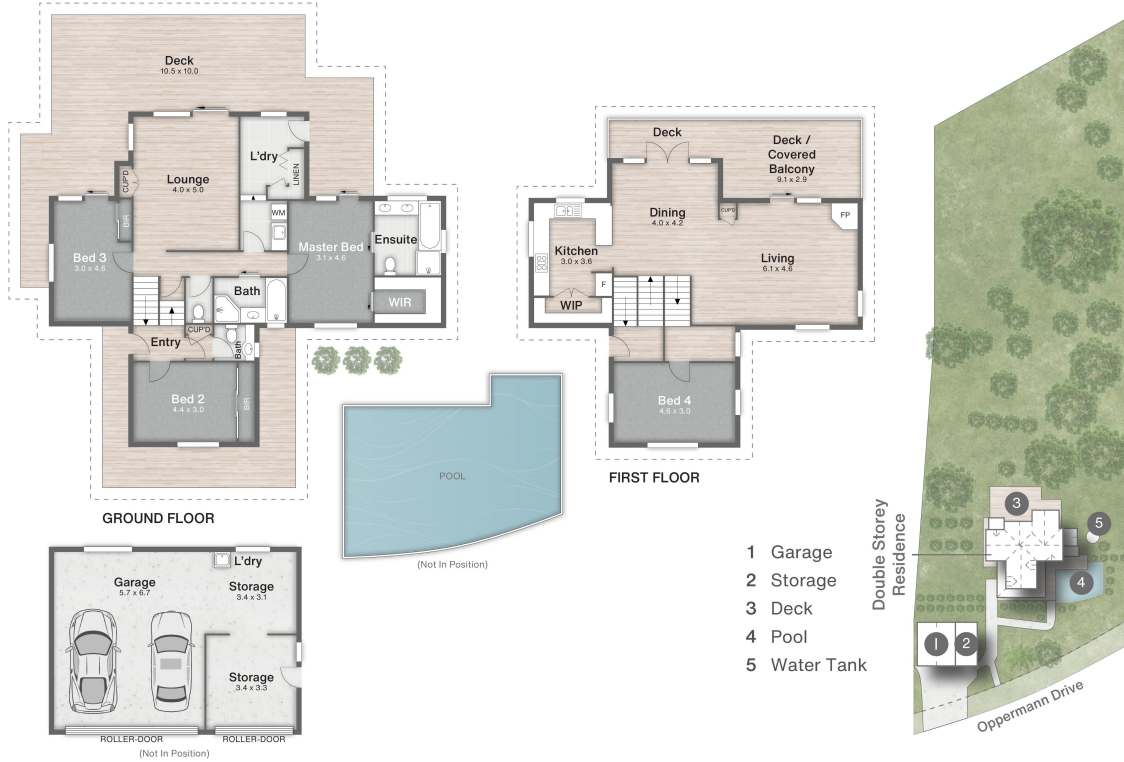 Deck
10.5 x 10.0
L'dry
LINEN
CUP'D
Lounge
4.0 x 5.0
BIR
WM
Bed 3
3.0 x 4.6
Master Bed
3.1 x 4.6
Ensuite
WIR
Bath
CUP'D
Entry
Bath
Bed 2
4.4 x 3.0
BIR
GROUND FLOOR
Deck
Deck /
Covered
Balcony
9.1 x 2.9
CUP'D
FP
Dining
4.0 x 4.2
Kitchen
3.0 x 3.6
Living
6.1 x 4.6
F
WIP
Bed 4
4.6 x 3.0
FIRST FLOOR
POOL
(Not In Position)
L'dry
Garage
5.7 x 6.7
Storage
3.4 x 3.1
Storage
3.4 x 3.3
ROLLER-DOOR
ROLLER-DOOR
(Not In Position)
1 Garage
2 Storage
3 Deck
4 Pool
5 Water Tank
Double Storey
Residence
3
5
4
1
2
Oppermann Drive